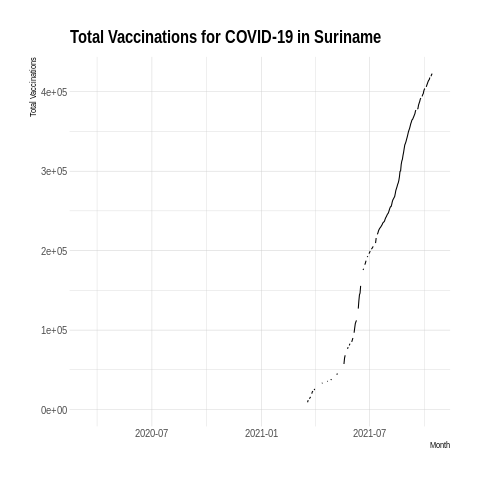 Total Vaccinations for COVID-19 in Suriname
Total Vaccinations
4e+05
3e+05
2e+05
1e+05
0e+00
2020-07
2021-01
2021-07
Month